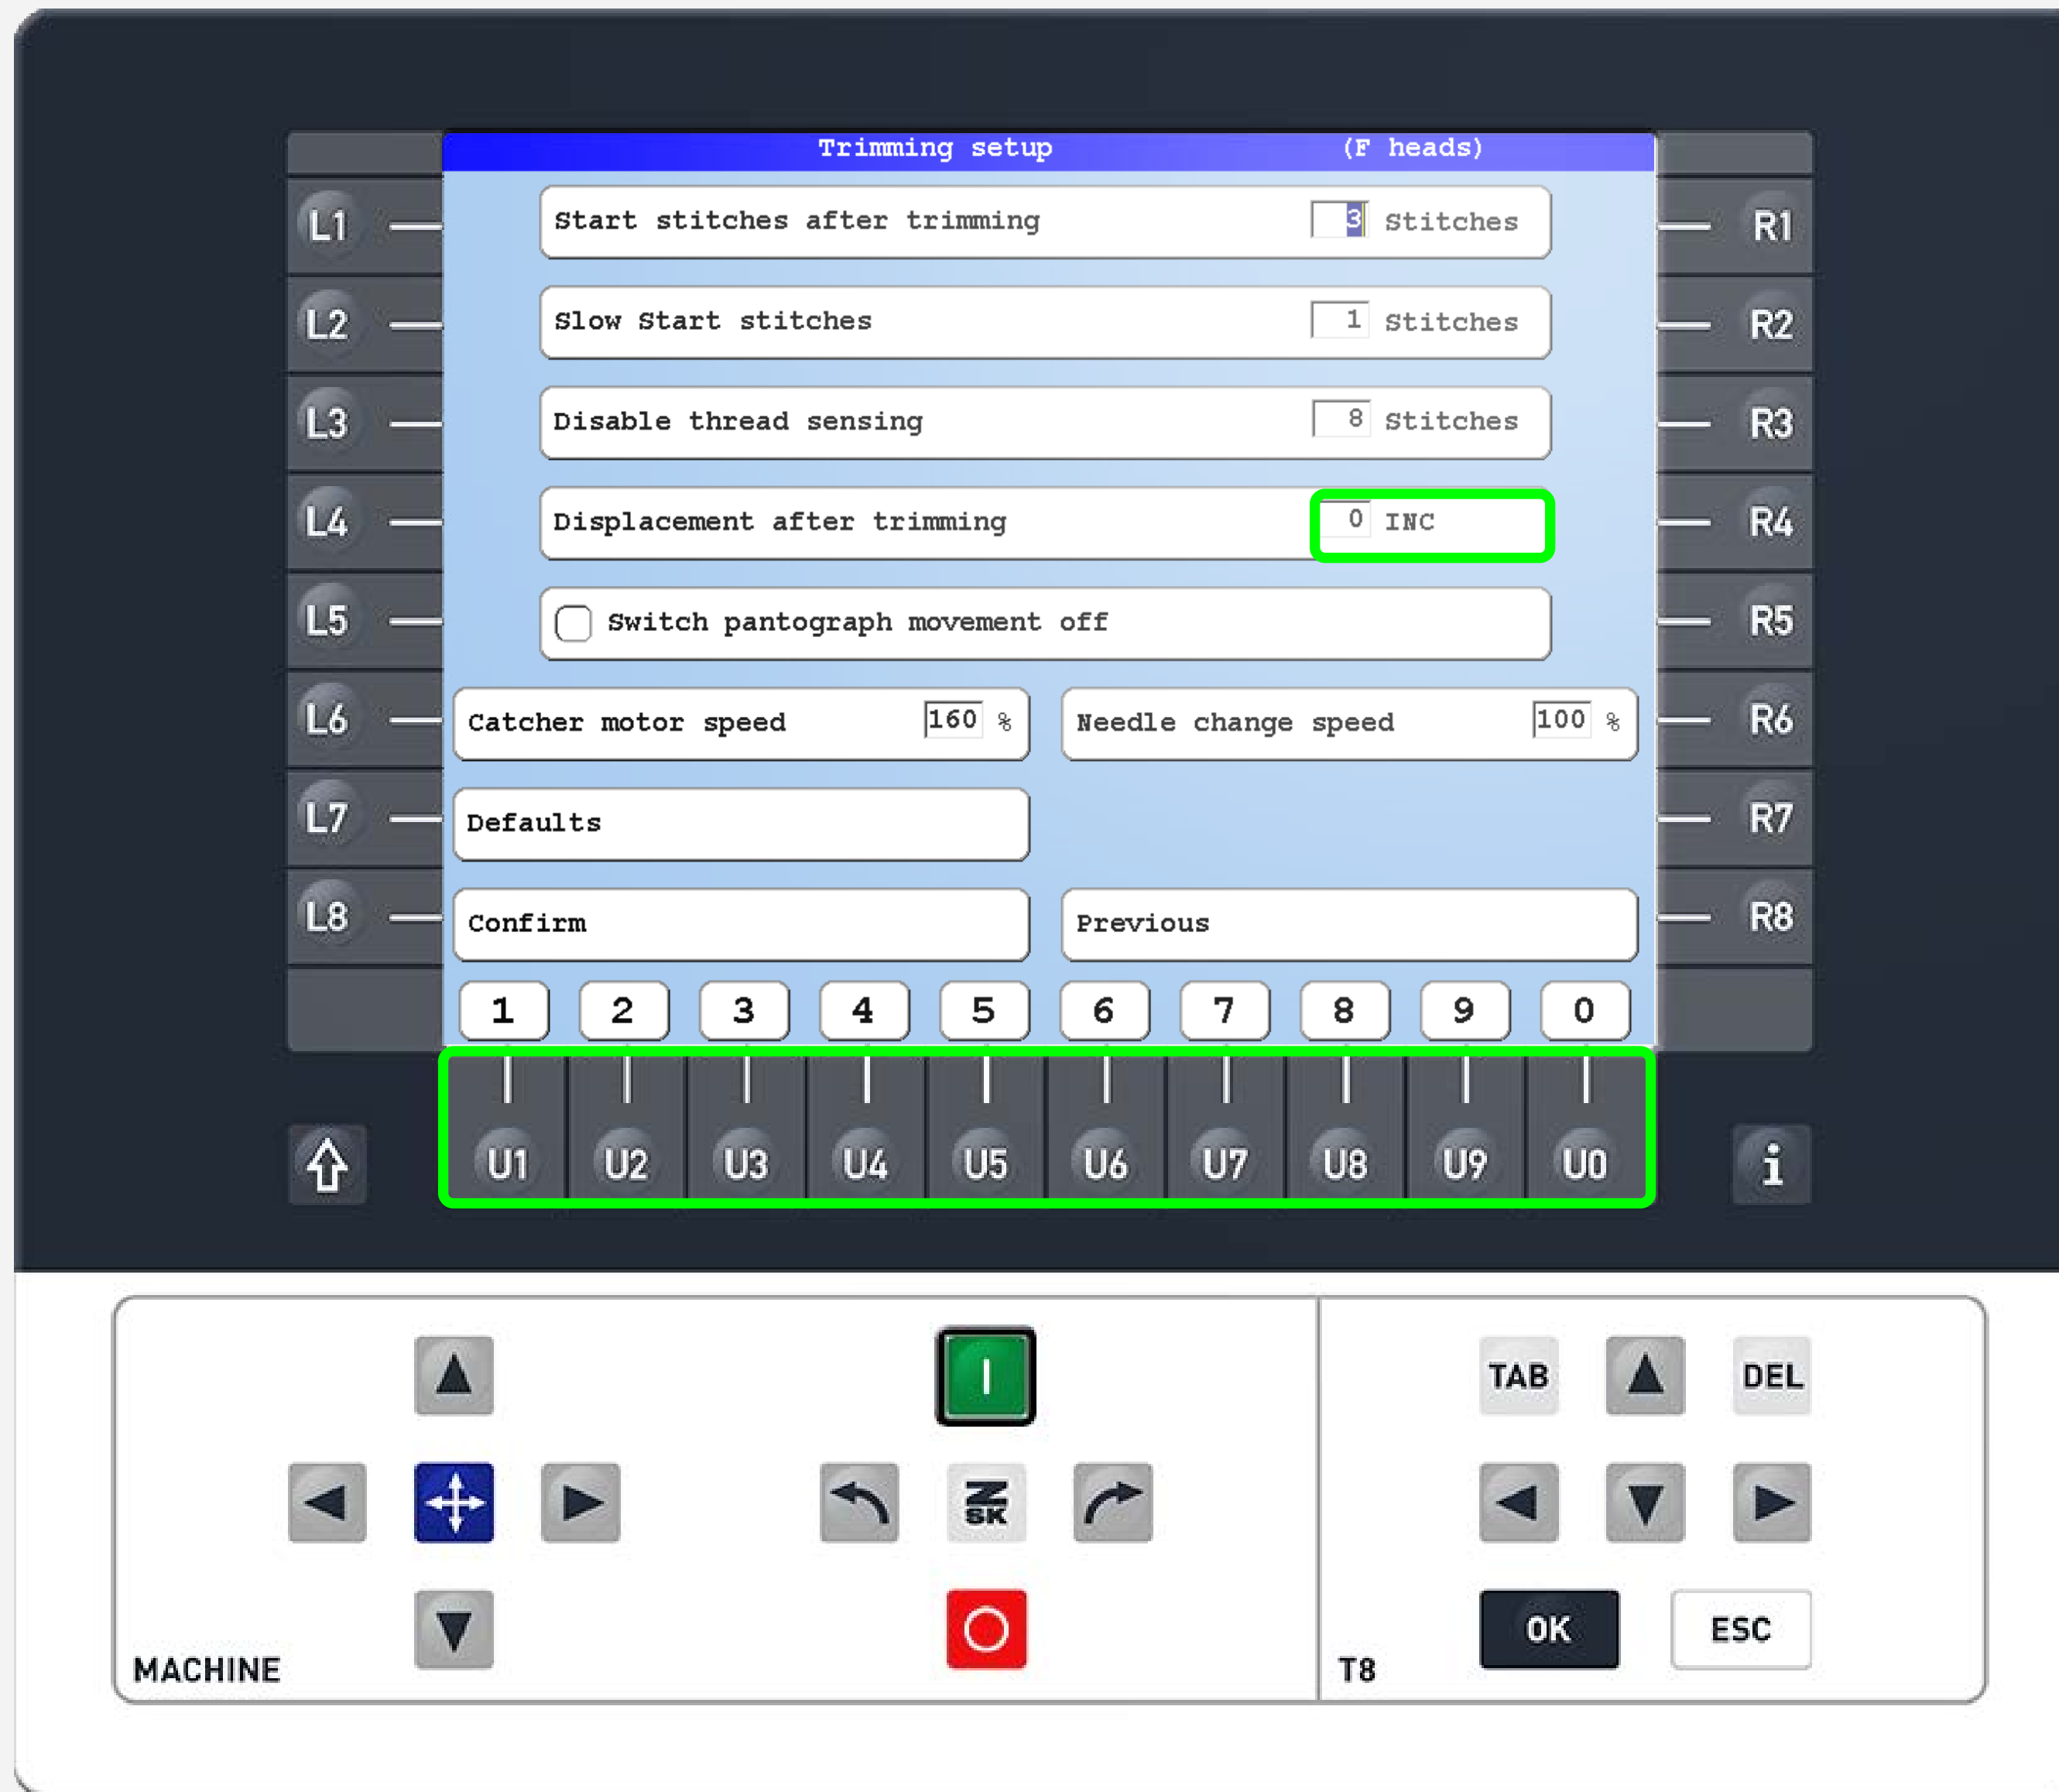 Trimming setup (F heads)
L1 Start stitches after trimming 3 Stitches R1
L2 Slow Start stitches 1 Stitches R2
L3 Disable thread sensing 8 Stitches R3
L4 Displacement after trimming 0 INC R4
L5 Switch pantograph movement off R5
L6 Catcher motor speed 160 % Needle change speed 100 % R6
L7 Defaults R7
L8 Confirm Previous R8
1 2 3 4 5 6 7 8 9 0
U1 U2 U3 U4 U5 U6 U7 U8 U9 U0 i
I TAB DEL
ZSK
OK ESC
MACHINE T8